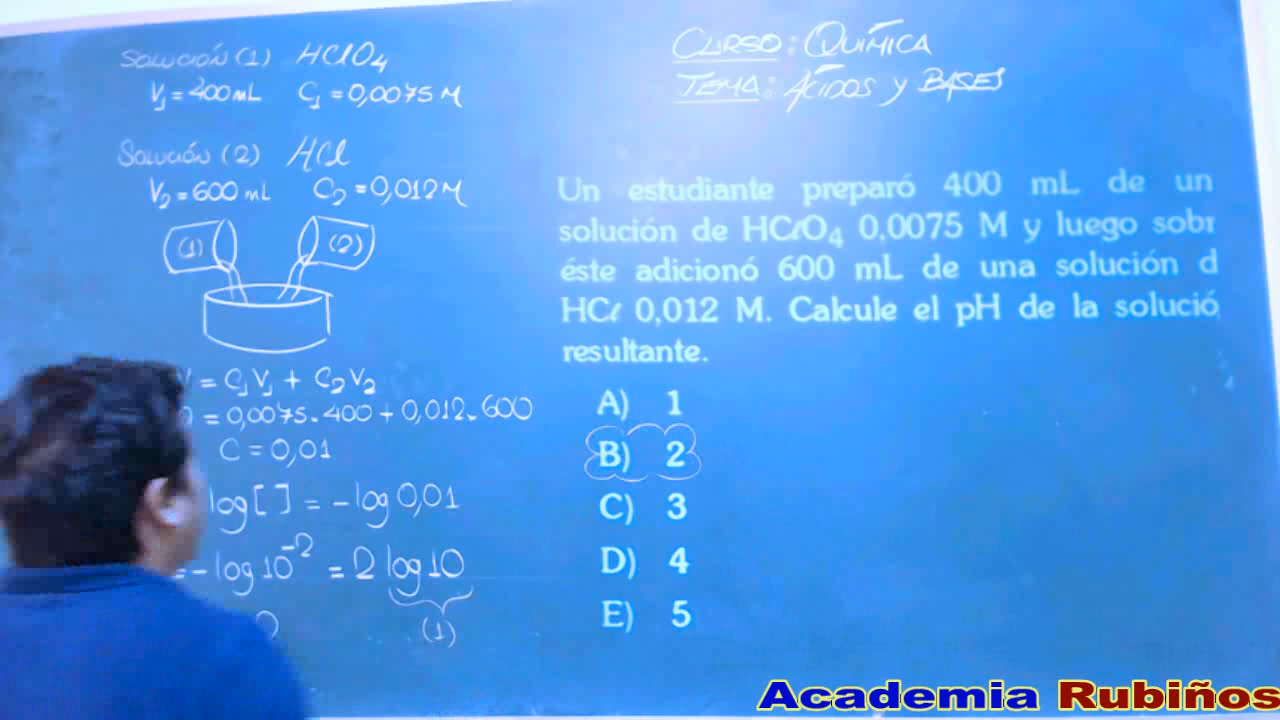 SOLUCIÓN (1) HClO4
V1 = 400 mL C1 = 0,0075 M
SOLUCIÓN (2) HCl
V2 = 600 mL C2 = 0,012 M
(1) (2)
= C1V1 + C2V2
= 0,0075.400 + 0,012.600
C = 0,01
log [ ] = -log 0,01
= -log 10^-2 = 2 log 10
2
(1)
CURSO: QUÍMICA
TEMA: ÁCIDOS Y BASES
Un estudiante preparó 400 mL de un
solución de HCℓO4 0,0075 M y luego sobr
éste adicionó 600 mL de una solución d
HCℓ 0,012 M. Calcule el pH de la solució
resultante.
A) 1
B) 2
C) 3
D) 4
E) 5
Academia Rubiños